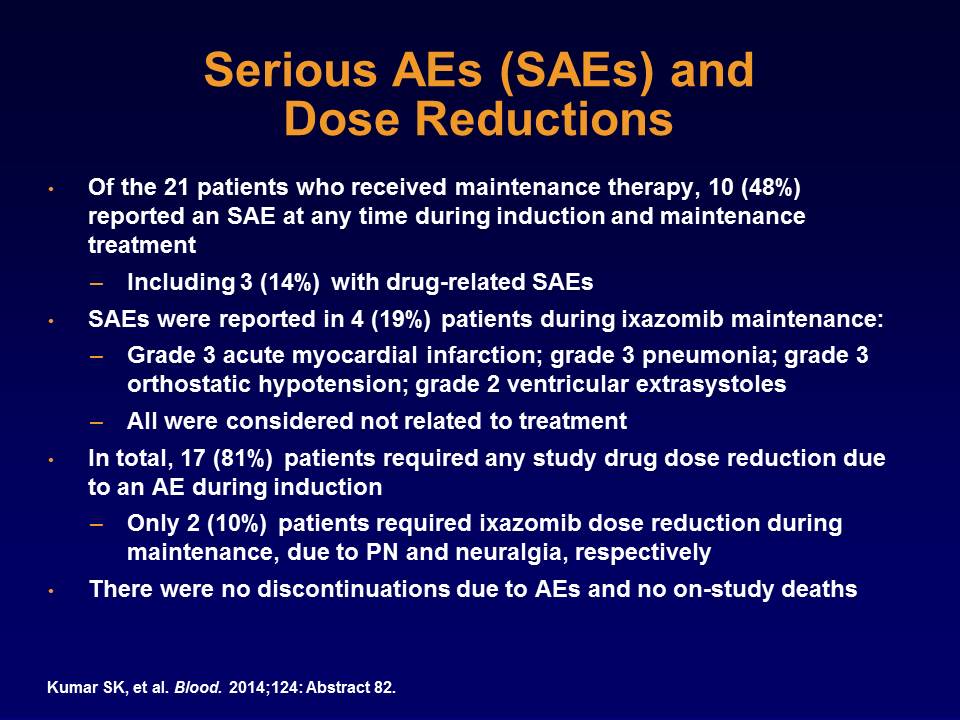 Serious AEs (SAEs) and
Dose Reductions
• Of the 21 patients who received maintenance therapy, 10 (48%)
reported an SAE at any time during induction and maintenance
treatment
– Including 3 (14%) with drug-related SAEs
• SAEs were reported in 4 (19%) patients during ixazomib maintenance:
– Grade 3 acute myocardial infarction; grade 3 pneumonia; grade 3
orthostatic hypotension; grade 2 ventricular extrasystoles
– All were considered not related to treatment
• In total, 17 (81%) patients required any study drug dose reduction due
to an AE during induction
– Only 2 (10%) patients required ixazomib dose reduction during
maintenance, due to PN and neuralgia, respectively
• There were no discontinuations due to AEs and no on-study deaths
Kumar SK, et al. Blood. 2014;124: Abstract 82.